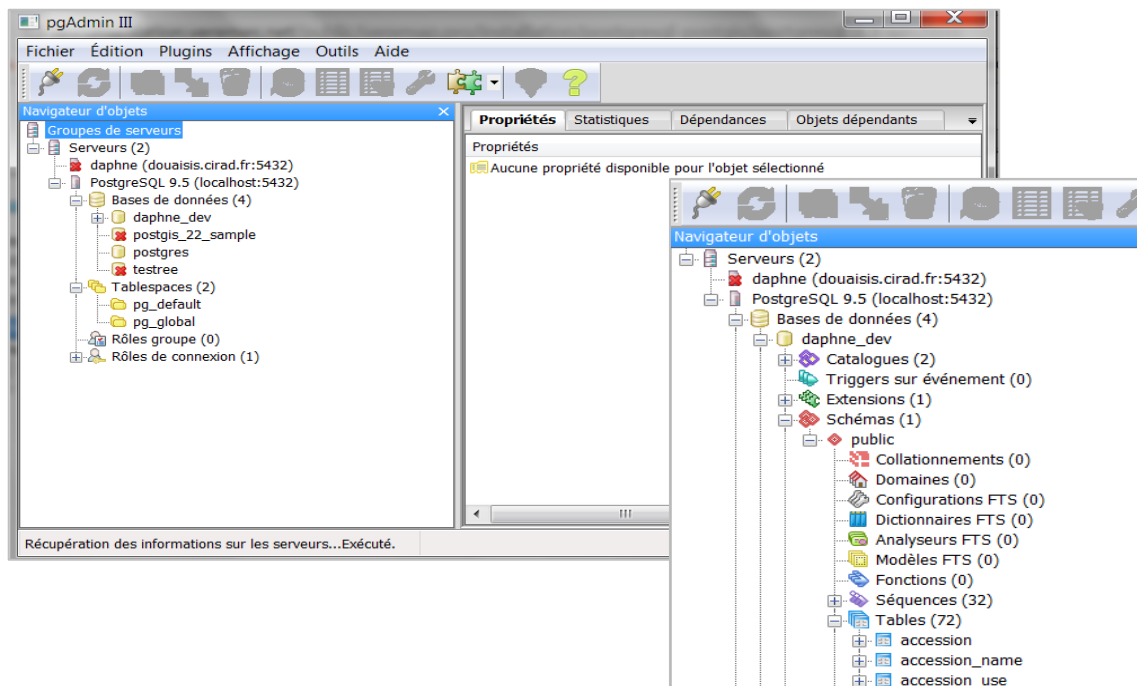 pgAdmin III
Fichier Édition Plugins Affichage Outils Aide
Navigateur d'objets
Groupes de serveurs
Serveurs (2)
daphne (douaisis.cirad.fr:5432)
PostgreSQL 9.5 (localhost:5432)
Bases de données (4)
daphne_dev
postgis_22_sample
postgres
testree
Tablespaces (2)
pg_default
pg_global
Rôles groupe (0)
Rôles de connexion (1)
Propriétés Statistiques Dépendances Objets dépendants
Propriétés
Aucune propriété disponible pour l'objet sélectionné
Récupération des informations sur les serveurs...Exécuté.
Navigateur d'objets
Serveurs (2)
daphne (douaisis.cirad.fr:5432)
PostgreSQL 9.5 (localhost:5432)
Bases de données (4)
daphne_dev
Catalogues (2)
Triggers sur événement (0)
Extensions (1)
Schémas (1)
public
Collationnements (0)
Domaines (0)
Configurations FTS (0)
Dictionnaires FTS (0)
Analyseurs FTS (0)
Modèles FTS (0)
Fonctions (0)
Séquences (32)
Tables (72)
accession
accession_name
accession_use